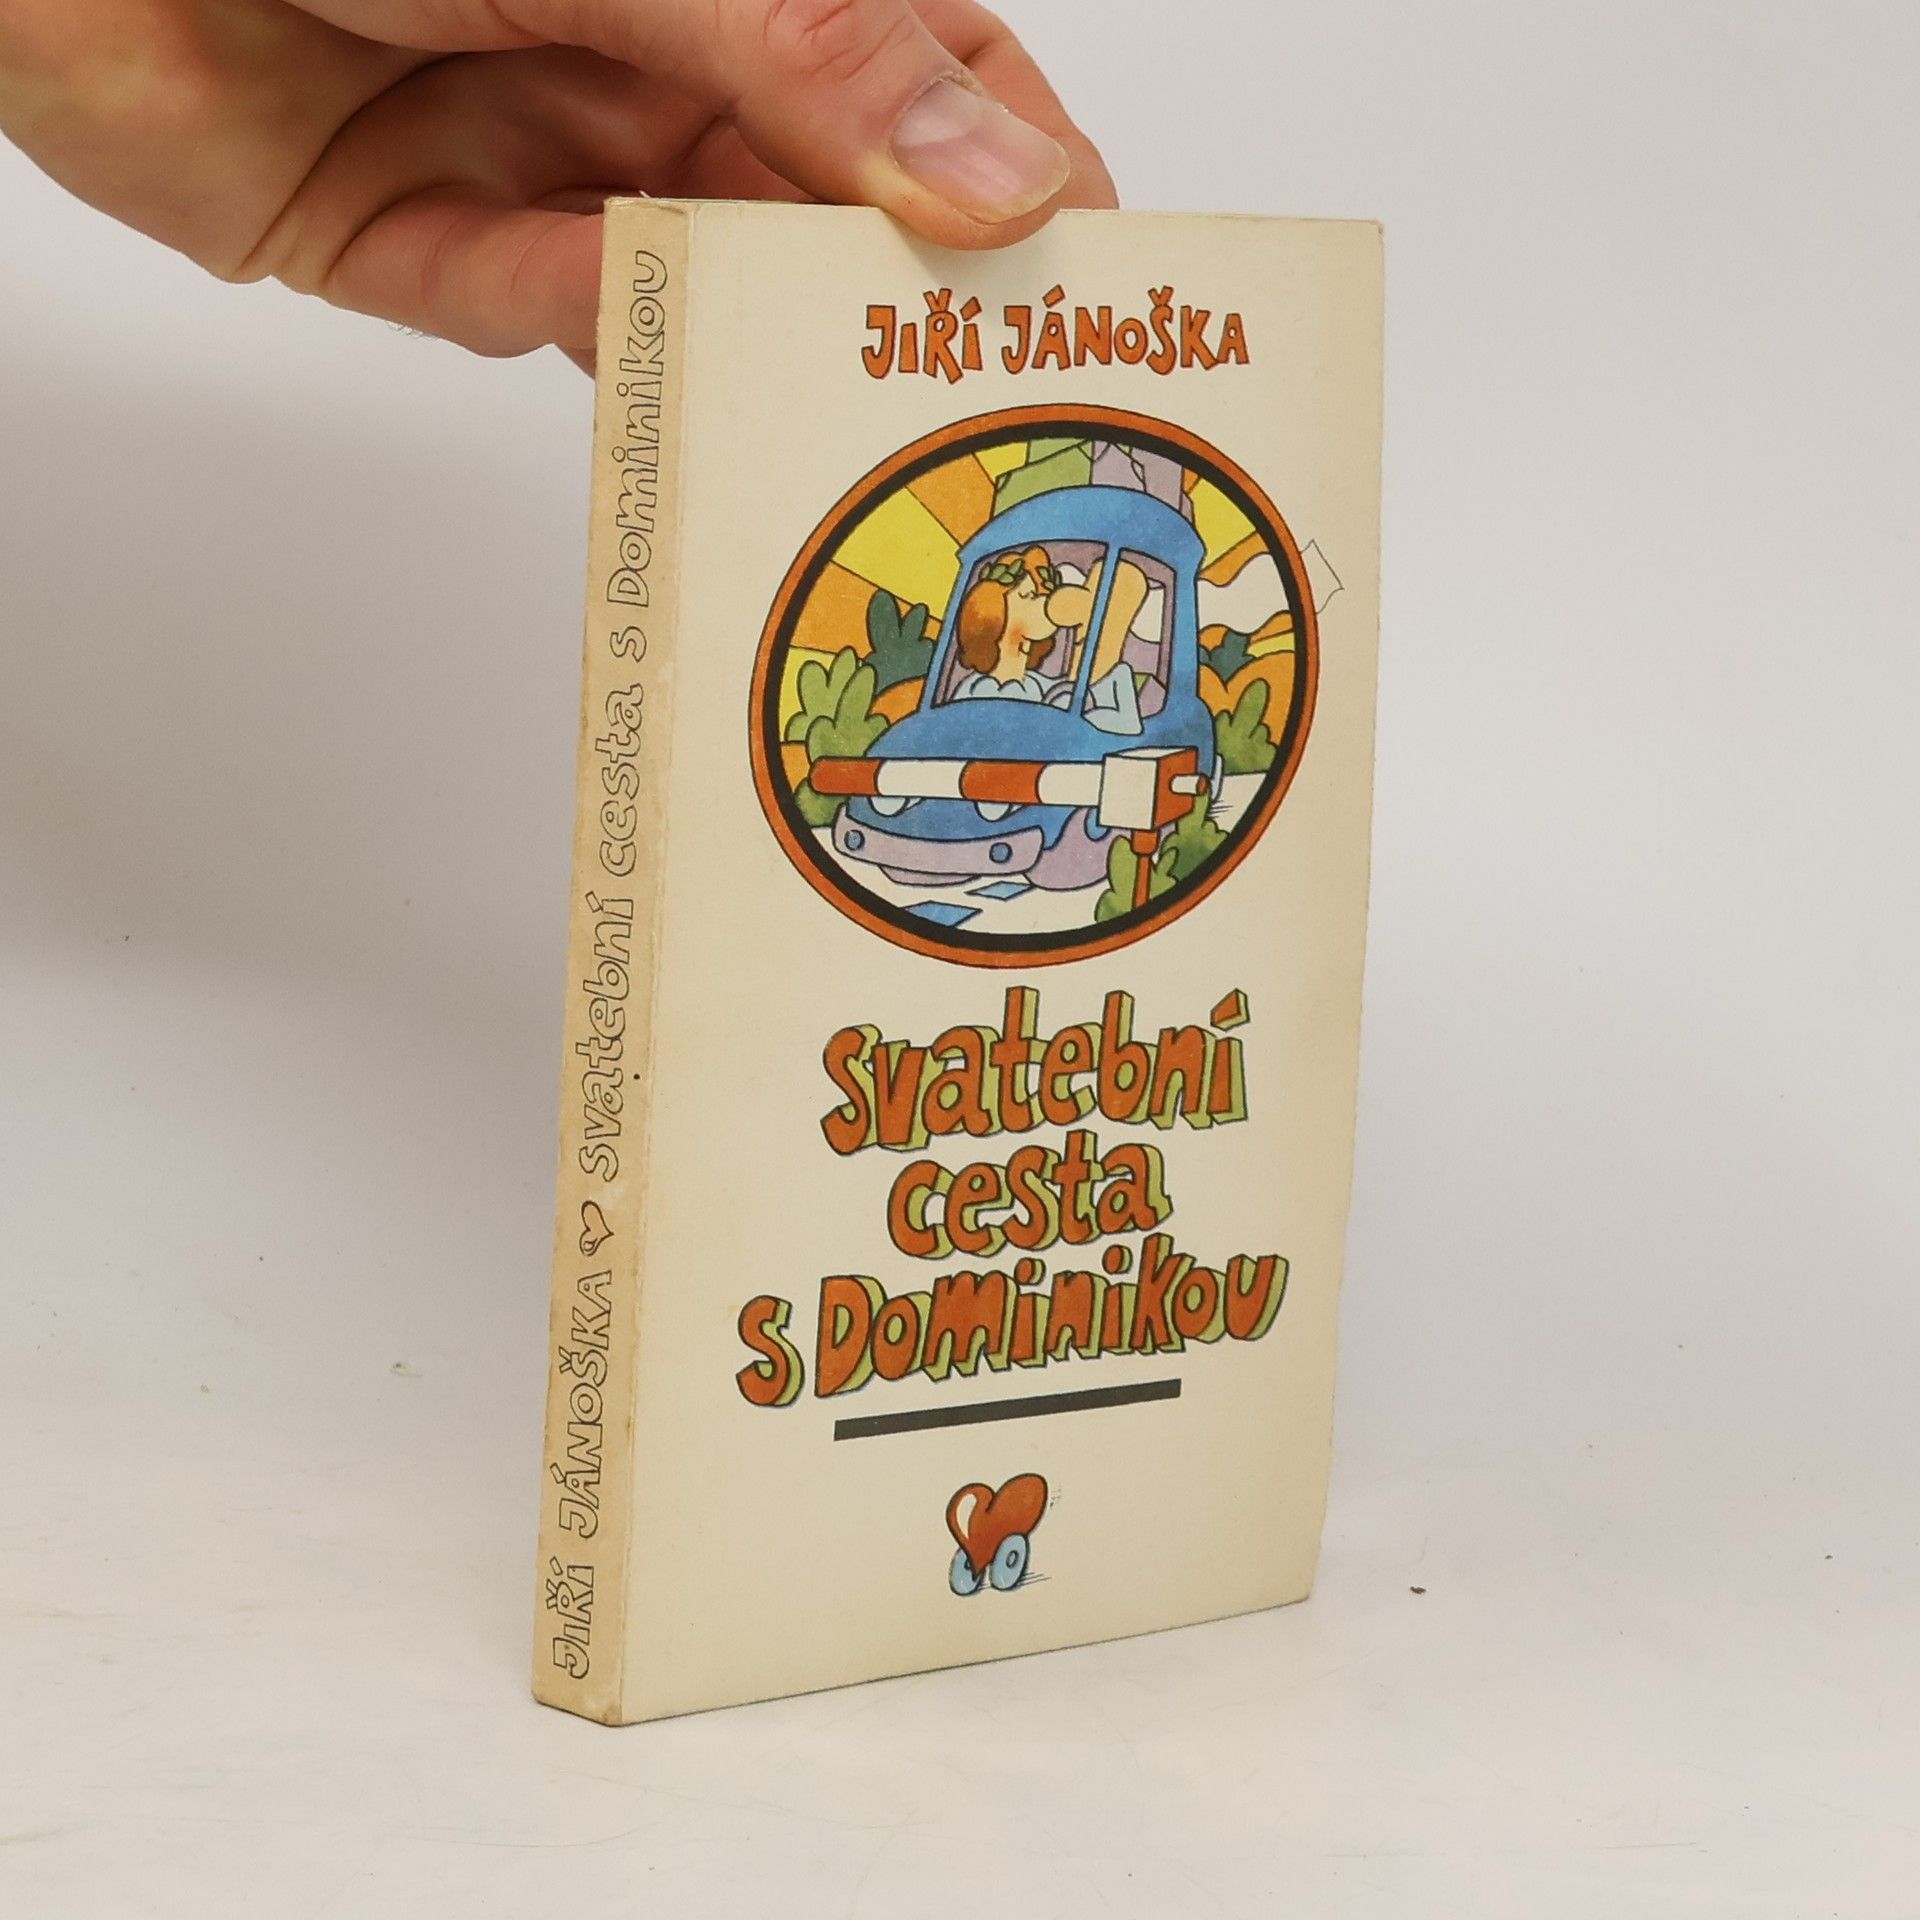 JIŘÍ JÁNOŠKA
svatební
cesta
s Dominikou
JIŘÍ JÁNOŠKA svatební cesta s Dominikou